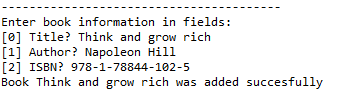 ----------------------------------------
Enter book information in fields:
[0] Title? Think and grow rich
[1] Author? Napoleon Hill
[2] ISBN? 978-1-78844-102-5
Book Think and grow rich was added succesfully